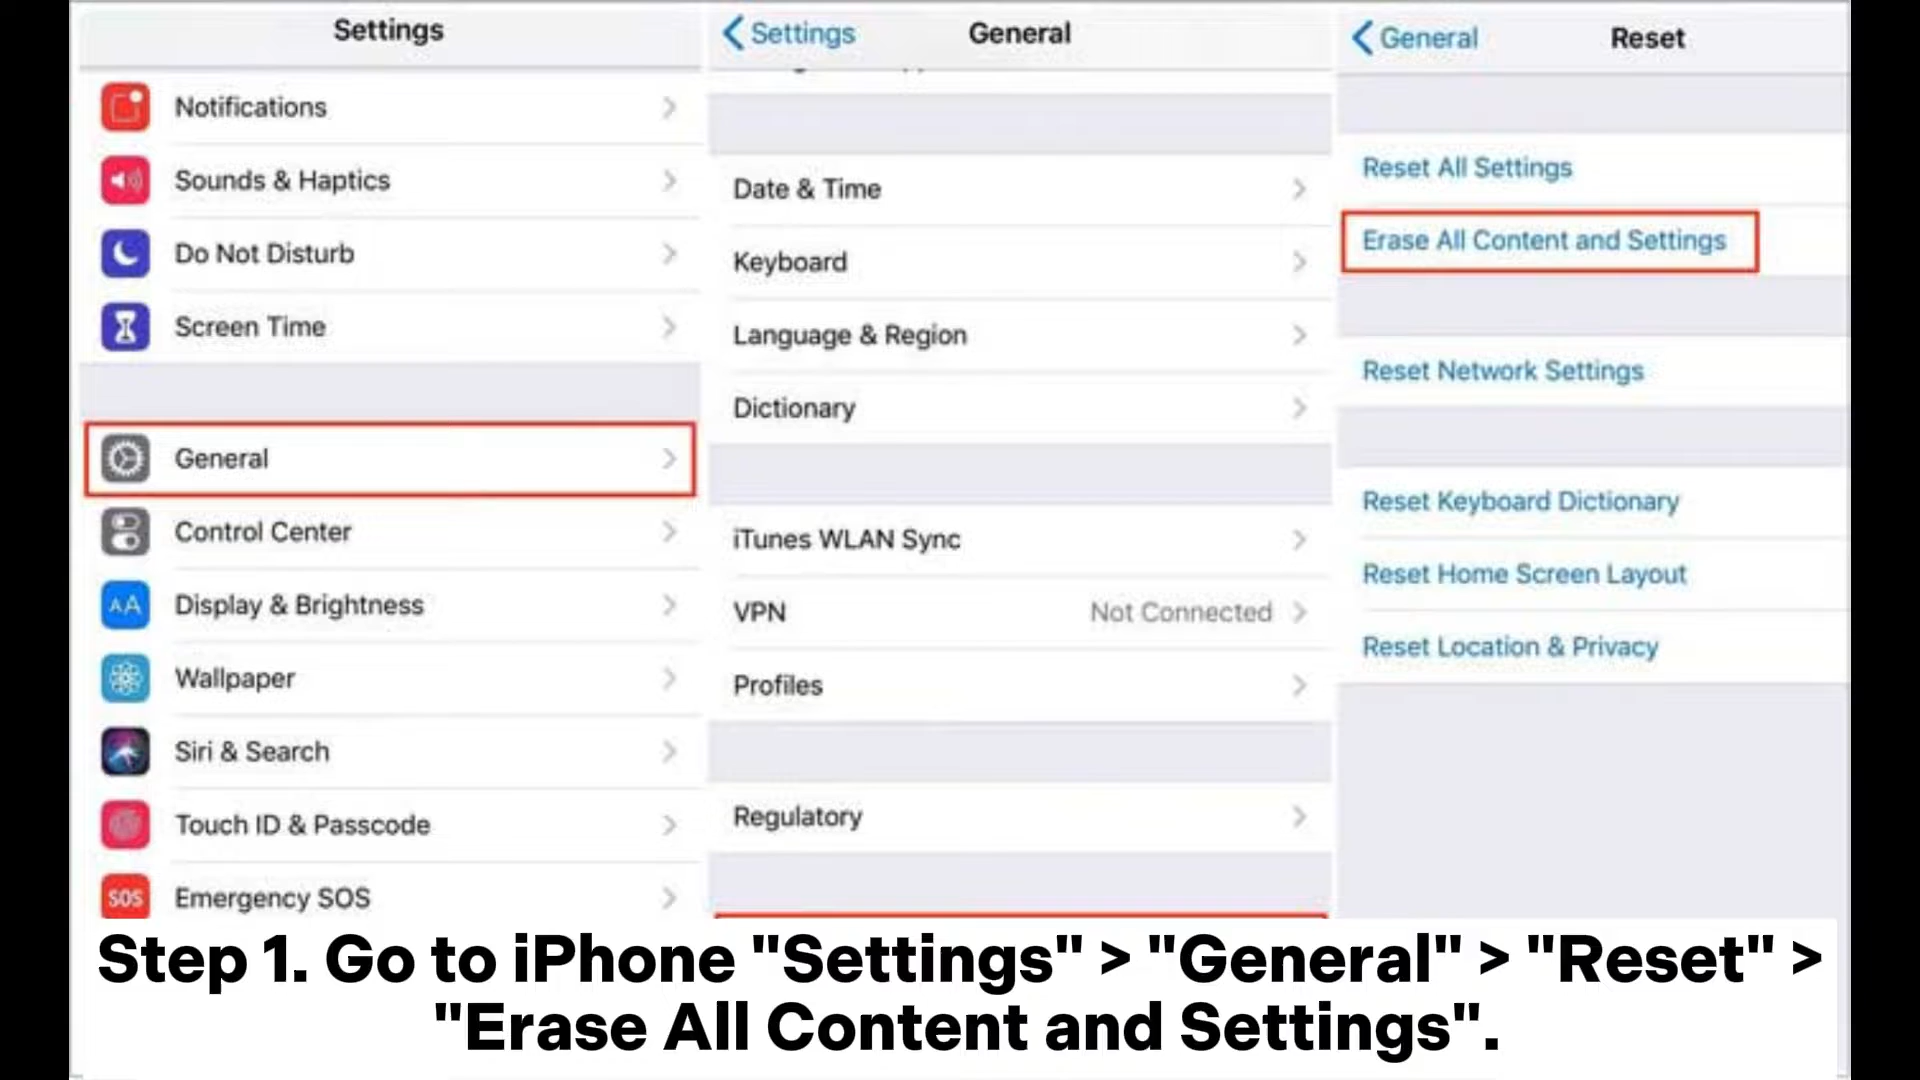 Settings
Notifications
Sounds & Haptics
Do Not Disturb
Screen Time
General
Control Center
Display & Brightness
Wallpaper
Siri & Search
Touch ID & Passcode
SOS Emergency SOS
Settings General
Date & Time
Keyboard
Language & Region
Dictionary
iTunes WLAN Sync
VPN Not Connected
Profiles
Regulatory
General Reset
Reset All Settings
Erase All Content and Settings
Reset Network Settings
Reset Keyboard Dictionary
Reset Home Screen Layout
Reset Location & Privacy
Step 1. Go to iPhone "Settings" > "General" > "Reset" >
"Erase All Content and Settings".